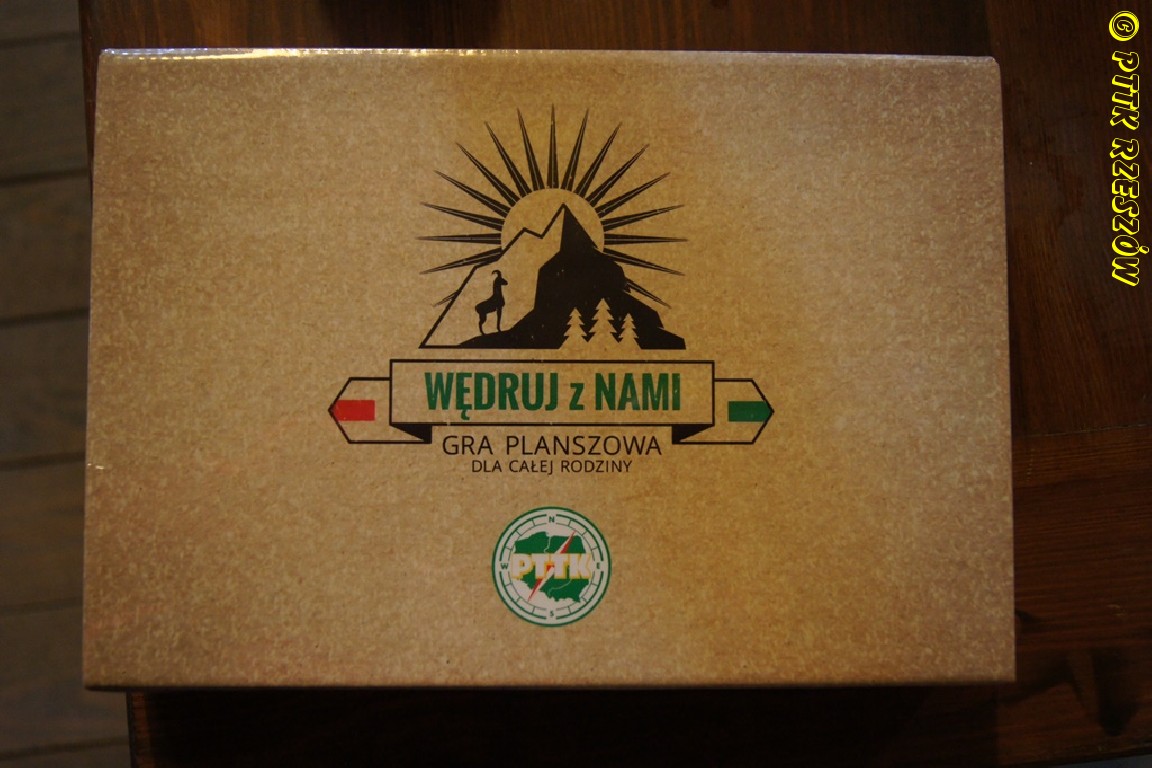 WĘDRUJ z NAMI
GRA PLANSZOWA
DLA CAŁEJ RODZINY
N
W PTTK E
S
© PTTK RZESZÓW